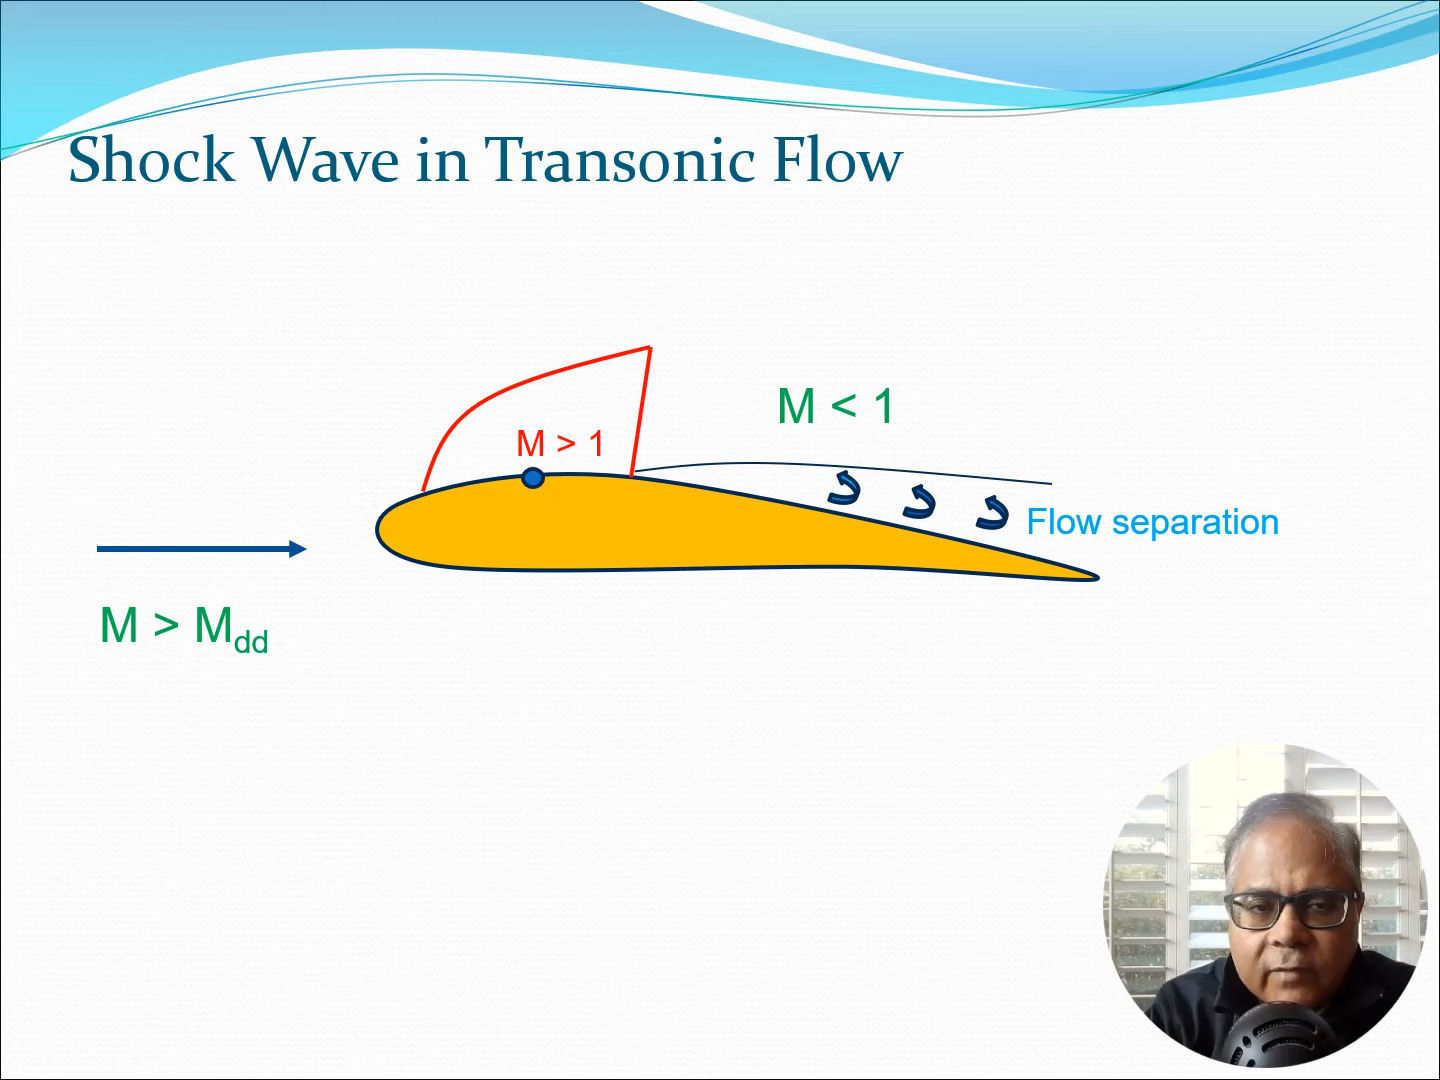 Shock Wave in Transonic Flow
M < 1
M > 1
Flow separation
M > Mdd